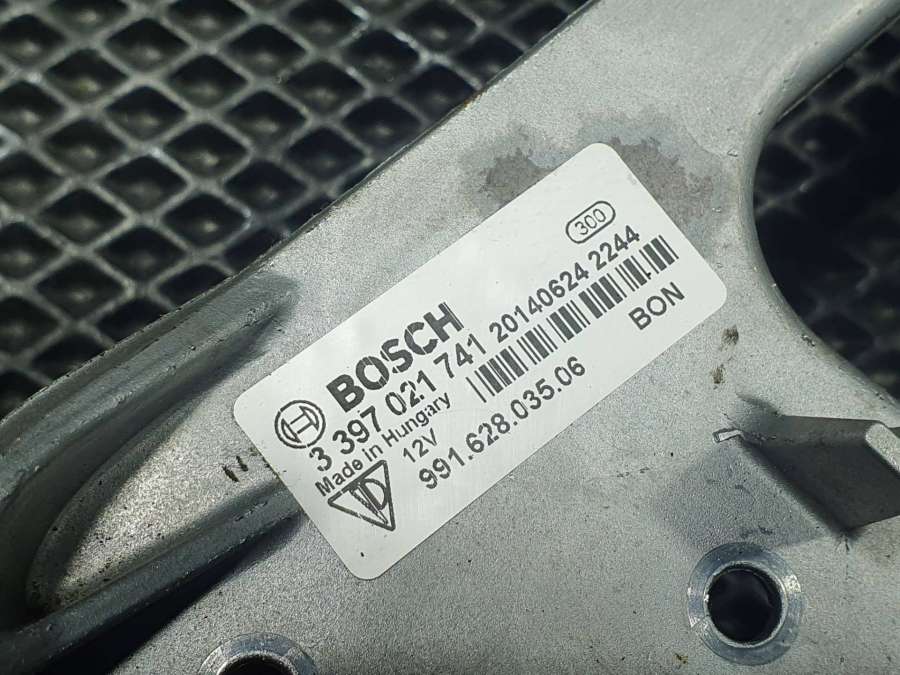 300
BOSCH
3 397 021 741 20140624 2244
Made in Hungary
BON
12V
991.628.035.06